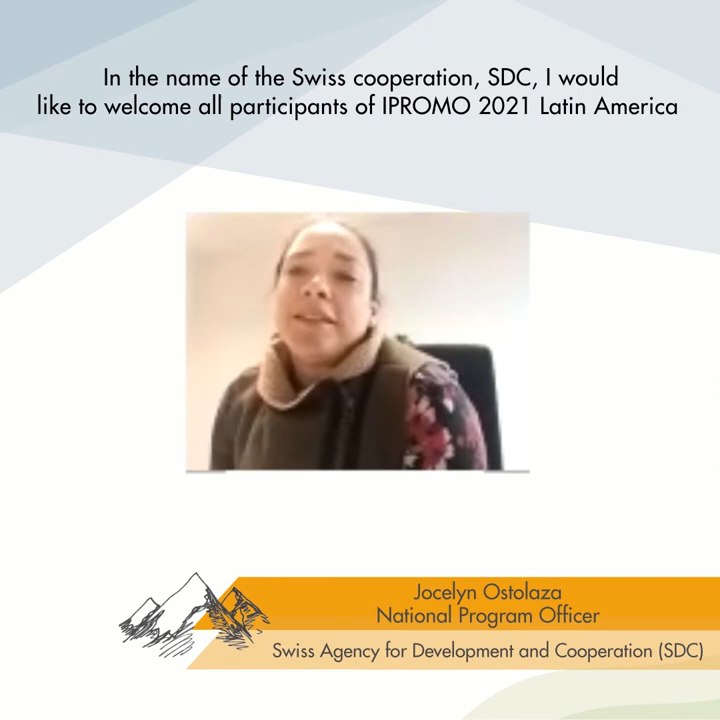 In the name of the Swiss cooperation, SDC, I would
like to welcome all participants of IPROMO 2021 Latin America
Jocelyn Ostolaza
National Program Officer
Swiss Agency for Development and Cooperation (SDC)